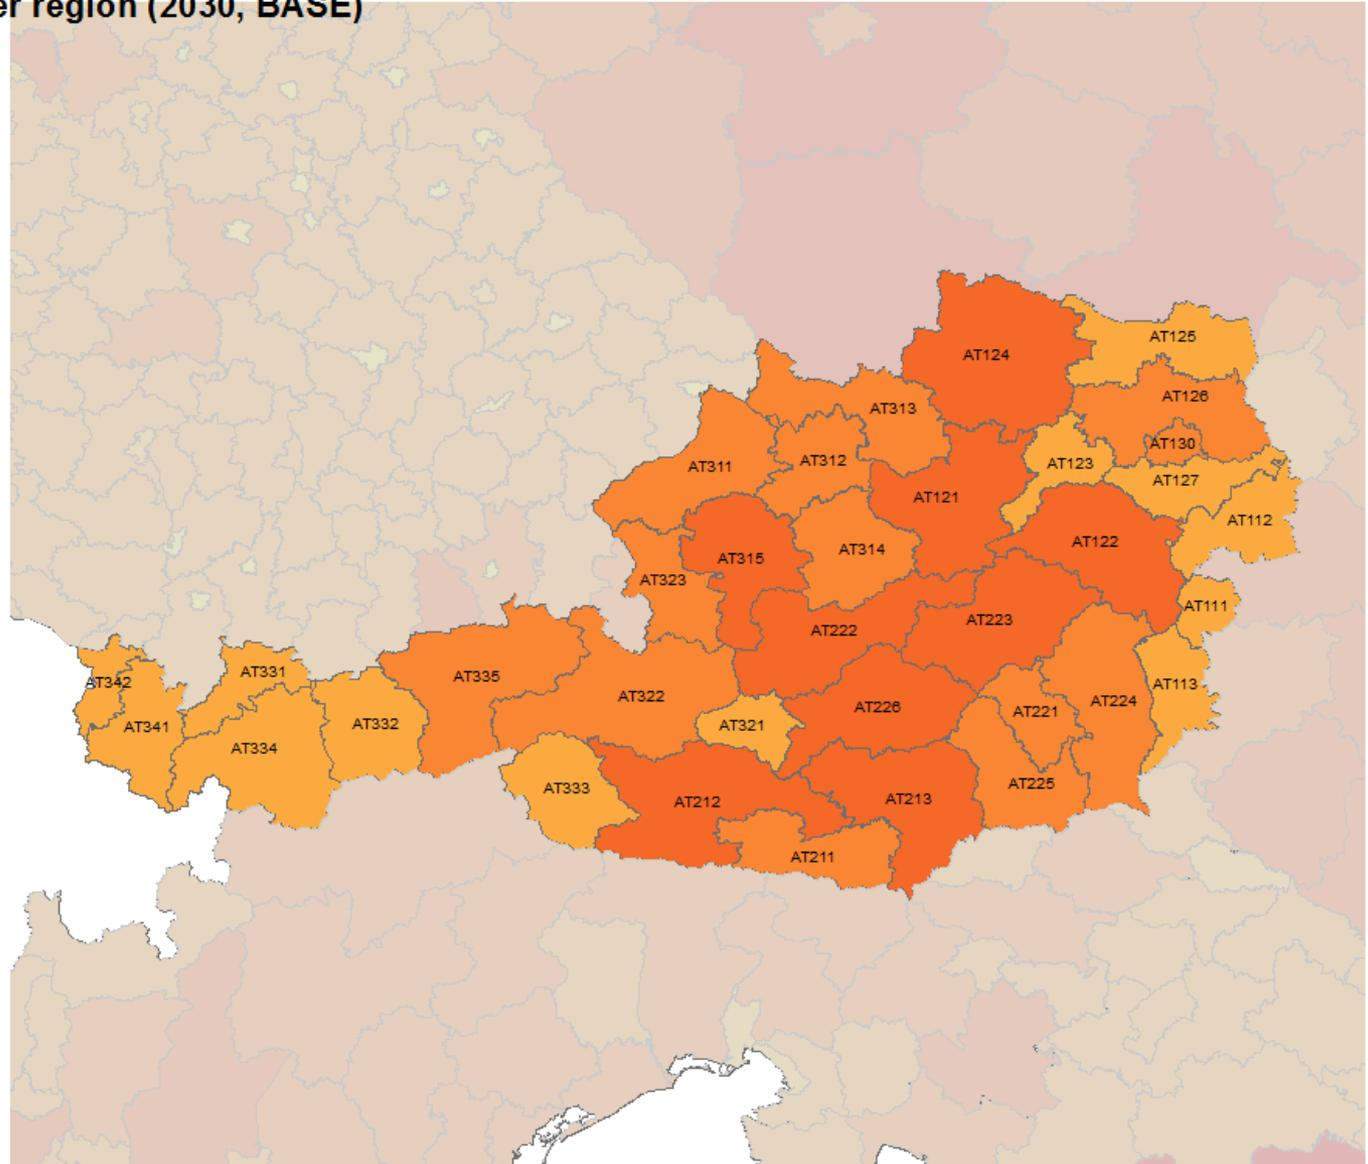 er region (2030, BASE)
AT124
AT125
AT126
AT313
AT130
AT123
AT312
AT311
AT127
AT121
AT112
AT122
AT314
AT315
AT323
AT111
AT223
AT222
AT331
AT335
AT342
AT113
AT322
AT224
AT226
AT221
AT332
AT321
AT341
AT334
AT225
AT333
AT213
AT212
AT211